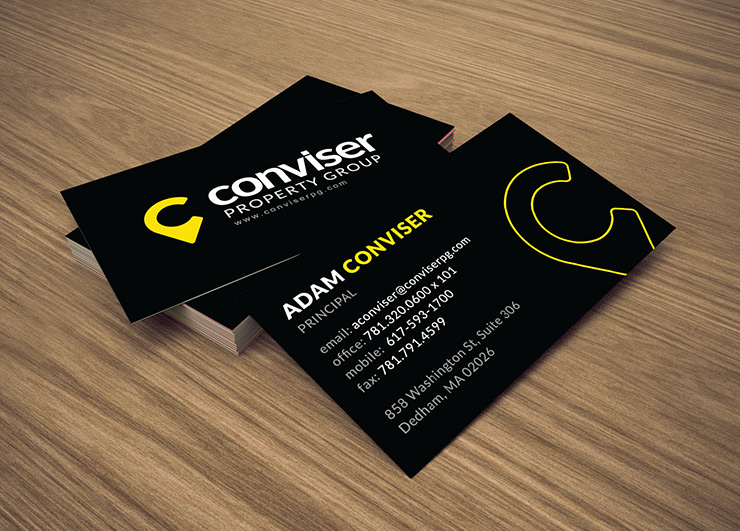 conviser
PROPERTY GROUP
www.conviserpg.com
ADAM CONVISER
PRINCIPAL
email: aconviser@conviserpg.com
office: 781.320.0600 x 101
mobile: 617-593-1700
fax: 781.791.4599
858 Washington St, Suite 306
Dedham, MA 02026